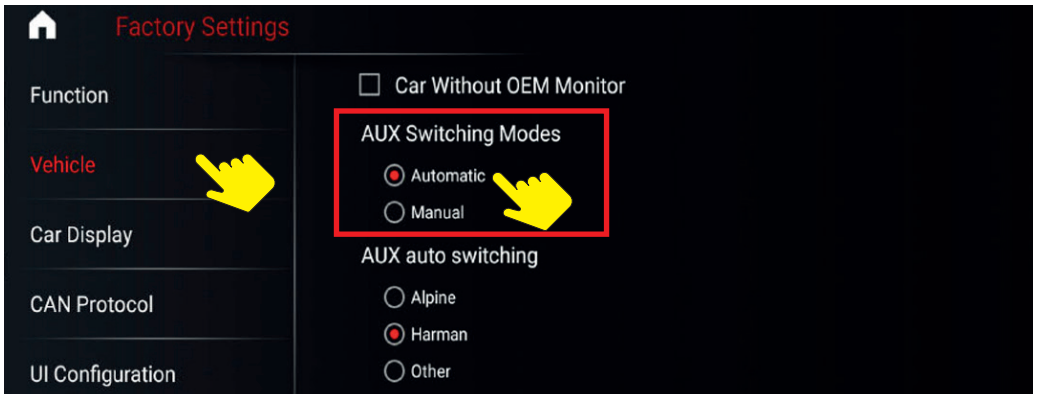 Factory Settings
Function
Vehicle
Car Display
CAN Protocol
UI Configuration
Car Without OEM Monitor
AUX Switching Modes
Automatic
Manual
AUX auto switching
Alpine
Harman
Other